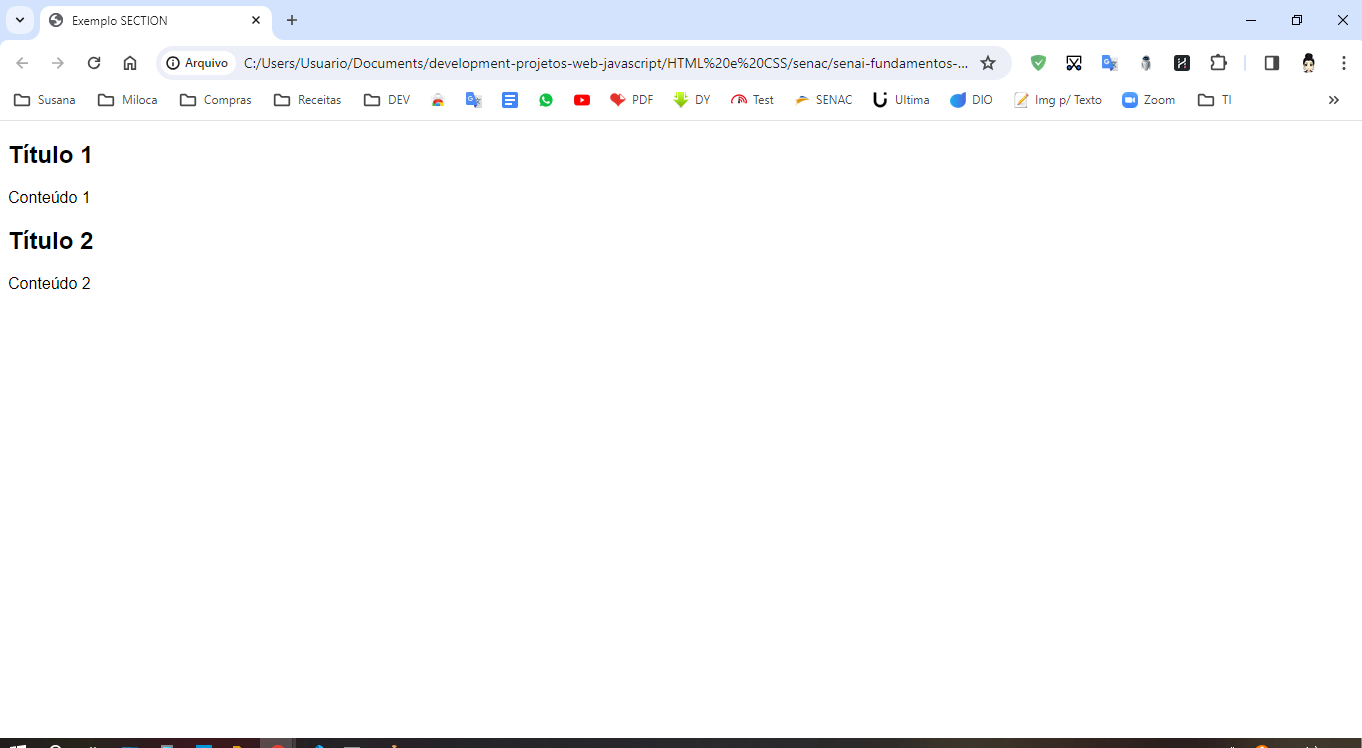 Exemplo SECTION
Arquivo C:/Users/Usuario/Documents/development-projetos-web-javascript/HTML%20e%20CSS/senac/senai-fundamentos-...
Susana Miloca Compras Receitas DEV PDF DY Test SENAC Ultima DIO Img p/ Texto Zoom TI
Título 1
Conteúdo 1
Título 2
Conteúdo 2